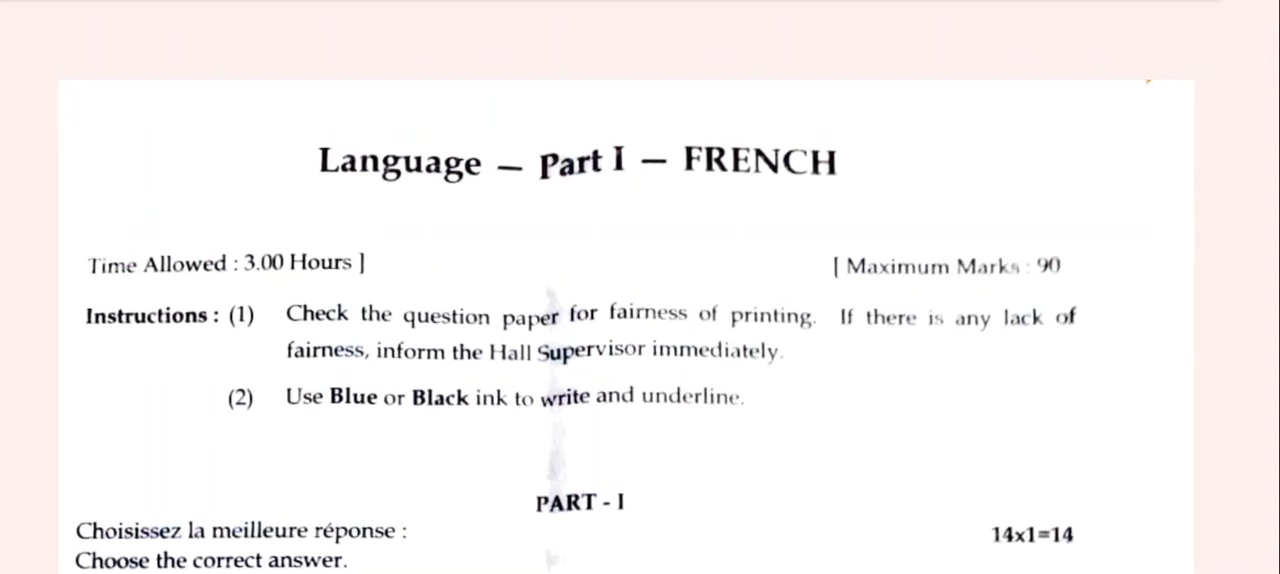 Language – Part I – FRENCH
Time Allowed : 3.00 Hours ] [ Maximum Marks : 90
Instructions : (1) Check the question paper for fairness of printing. If there is any lack of
fairness, inform the Hall Supervisor immediately.
(2) Use Blue or Black ink to write and underline.
PART - I
Choisissez la meilleure réponse : 14x1=14
Choose the correct answer.